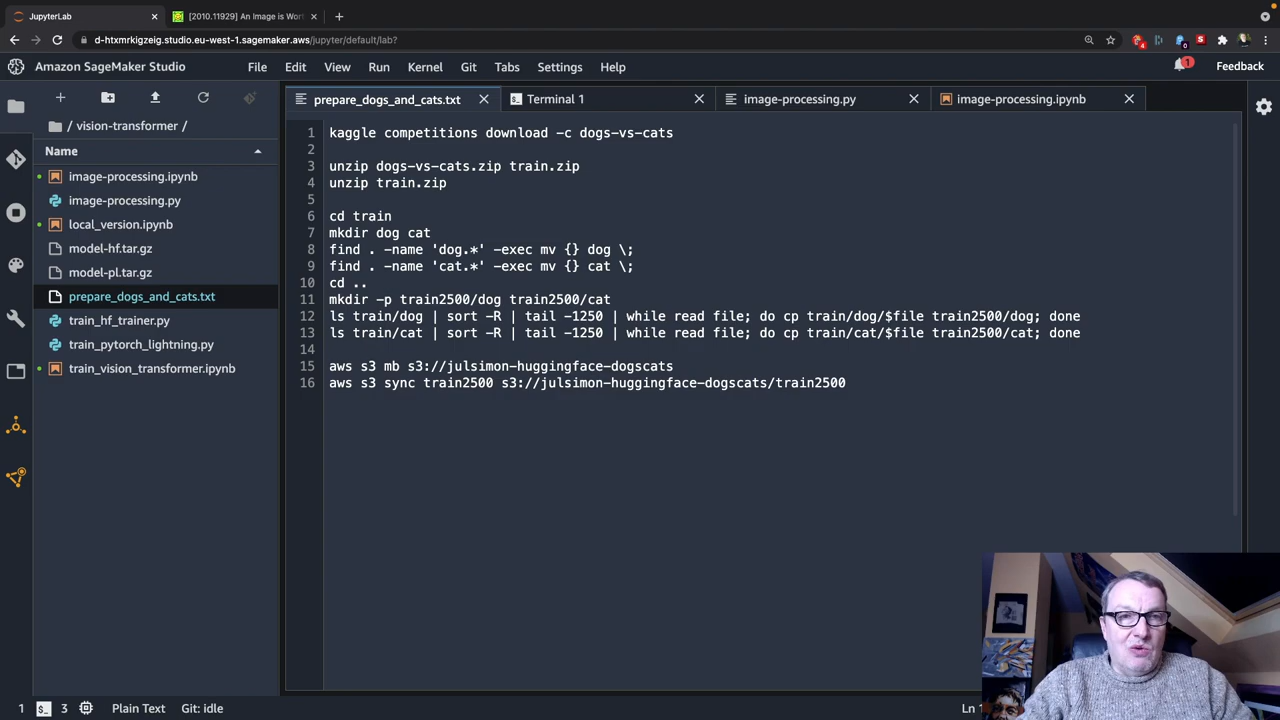 JupyterLab
[2010.11929] An Image is Wort
d-htxmrkigzeig.studio.eu-west-1.sagemaker.aws/jupyter/default/lab?
4
0
S
Amazon SageMaker Studio
File Edit View Run Kernel Git Tabs Settings Help
1
Feedback
/ vision-transformer /
Name
image-processing.ipynb
image-processing.py
local_version.ipynb
model-hf.tar.gz
model-pl.tar.gz
prepare_dogs_and_cats.txt
train_hf_trainer.py
train_pytorch_lightning.py
train_vision_transformer.ipynb
prepare_dogs_and_cats.txt
Terminal 1
image-processing.py
image-processing.ipynb
1 kaggle competitions download -c dogs-vs-cats
2
3 unzip dogs-vs-cats.zip train.zip
4 unzip train.zip
5
6 cd train
7 mkdir dog cat
8 find . -name 'dog.*' -exec mv {} dog \;
9 find . -name 'cat.*' -exec mv {} cat \;
10 cd ..
11 mkdir -p train2500/dog train2500/cat
12 ls train/dog | sort -R | tail -1250 | while read file; do cp train/dog/$file train2500/dog; done
13 ls train/cat | sort -R | tail -1250 | while read file; do cp train/cat/$file train2500/cat; done
14
15 aws s3 mb s3://julsimon-huggingface-dogscats
16 aws s3 sync train2500 s3://julsimon-huggingface-dogscats/train2500
1 $_ 3 Plain Text Git: idle
Ln 1